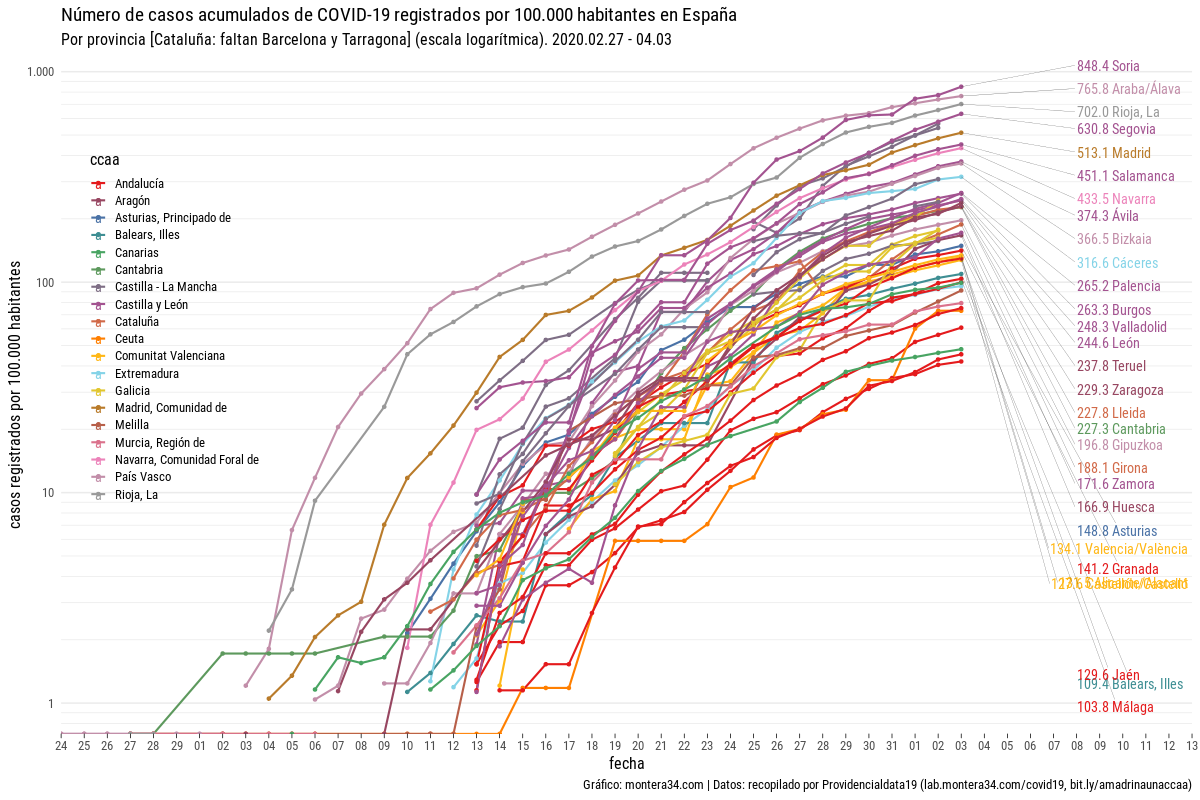 Número de casos acumulados de COVID-19 registrados por 100.000 habitantes en España
Por provincia [Cataluña: faltan Barcelona y Tarragona] (escala logarítmica). 2020.02.27 - 04.03
casos registrados por 100.000 habitantes
1.000
100
10
1
ccaa
Andalucía
Aragón
Asturias, Principado de
Balears, Illes
Canarias
Cantabria
Castilla - La Mancha
Castilla y León
Cataluña
Ceuta
Comunitat Valenciana
Extremadura
Galicia
Madrid, Comunidad de
Melilla
Murcia, Región de
Navarra, Comunidad Foral de
País Vasco
Rioja, La
848.4 Soria
765.8 Araba/Álava
702.0 Rioja, La
630.8 Segovia
513.1 Madrid
451.1 Salamanca
433.5 Navarra
374.3 Ávila
366.5 Bizkaia
316.6 Cáceres
265.2 Palencia
263.3 Burgos
248.3 Valladolid
244.6 León
237.8 Teruel
229.3 Zaragoza
227.8 Lleida
227.3 Cantabria
196.8 Gipuzkoa
188.1 Girona
171.6 Zamora
166.9 Huesca
148.8 Asturias
134.1 Valencia/València
141.2 Granada
129.6 Jaén
109.4 Balears, Illes
103.8 Málaga
24 25 26 27 28 29 01 02 03 04 05 06 07 08 09 10 11 12 13 14 15 16 17 18 19 20 21 22 23 24 25 26 27 28 29 30 31 01 02 03 04 05 06 07 08 09 10 11 12 13
fecha
Gráfico: montera34.com | Datos: recopilado por Providencialdata19 (lab.montera34.com/covid19, bit.ly/amadrinaunaccaa)